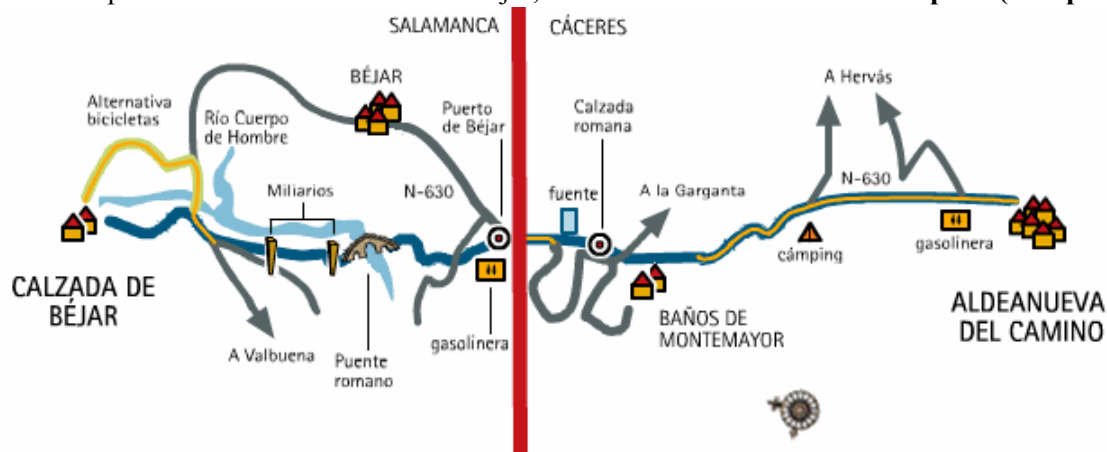 SALAMANCA
CÁCERES
BÉJAR
A Hervás
Alternativa
bicicletas
Río Cuerpo
de Hombre
Puerto
de Béjar
Calzada
romana
Miliarios
N-630
fuente
A la Garganta
N-630
cámping
gasolinera
CALZADA DE
BÉJAR
A Valbuena
Puente
romano
gasolinera
BAÑOS DE
MONTEMAYOR
ALDEANUEVA
DEL CAMINO